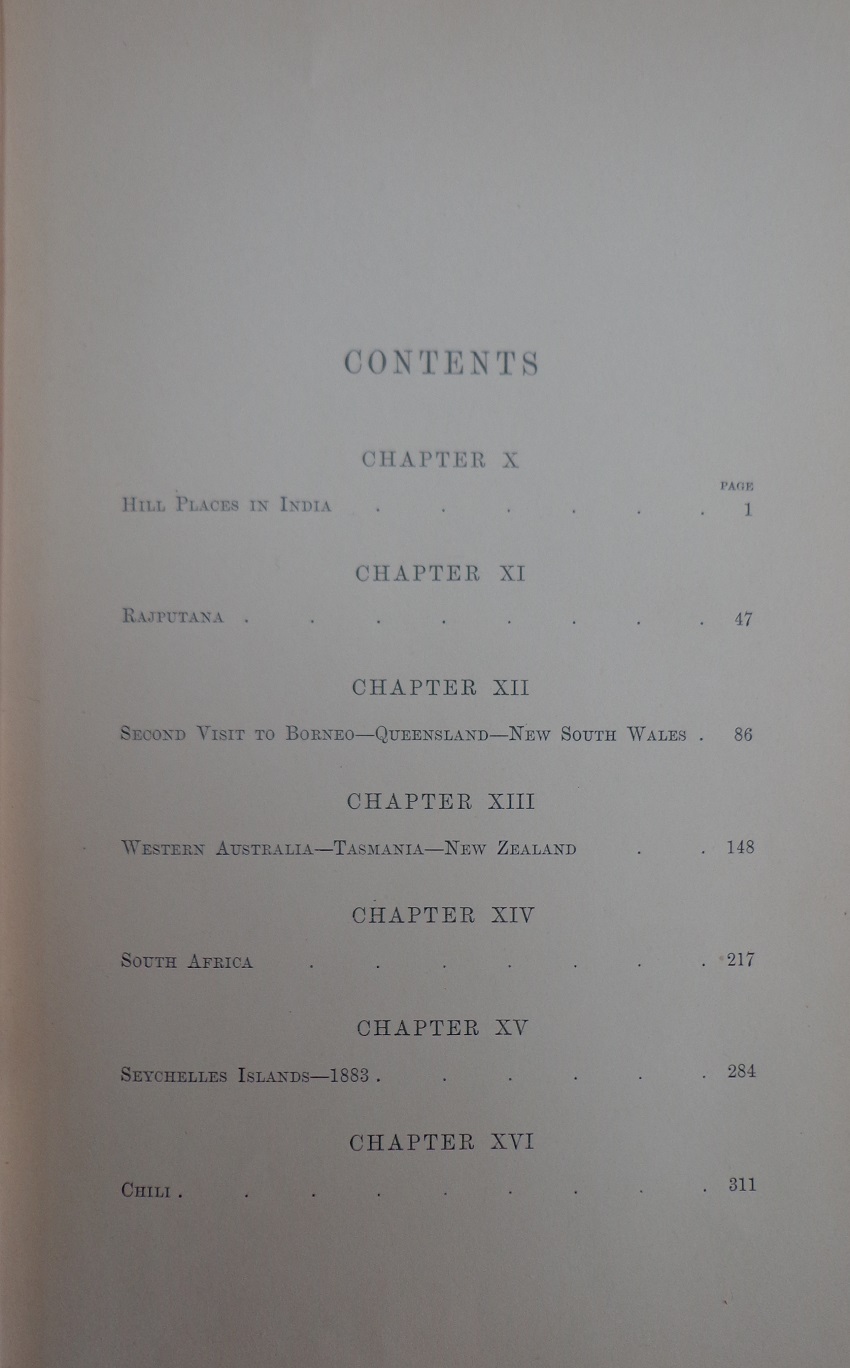 CONTENTS
CHAPTER X
PAGE
HILL PLACES IN INDIA . . . . . . 1
CHAPTER XI
RAJPUTANA . . . . . . . . 47
CHAPTER XII
SECOND VISIT TO BORNEO—QUEENSLAND—NEW SOUTH WALES . 86
CHAPTER XIII
WESTERN AUSTRALIA—TASMANIA—NEW ZEALAND . . 148
CHAPTER XIV
SOUTH AFRICA . . . . . . . 217
CHAPTER XV
SEYCHELLES ISLANDS—1883 . . . . . . 284
CHAPTER XVI
CHILI . . . . . . . . . 311